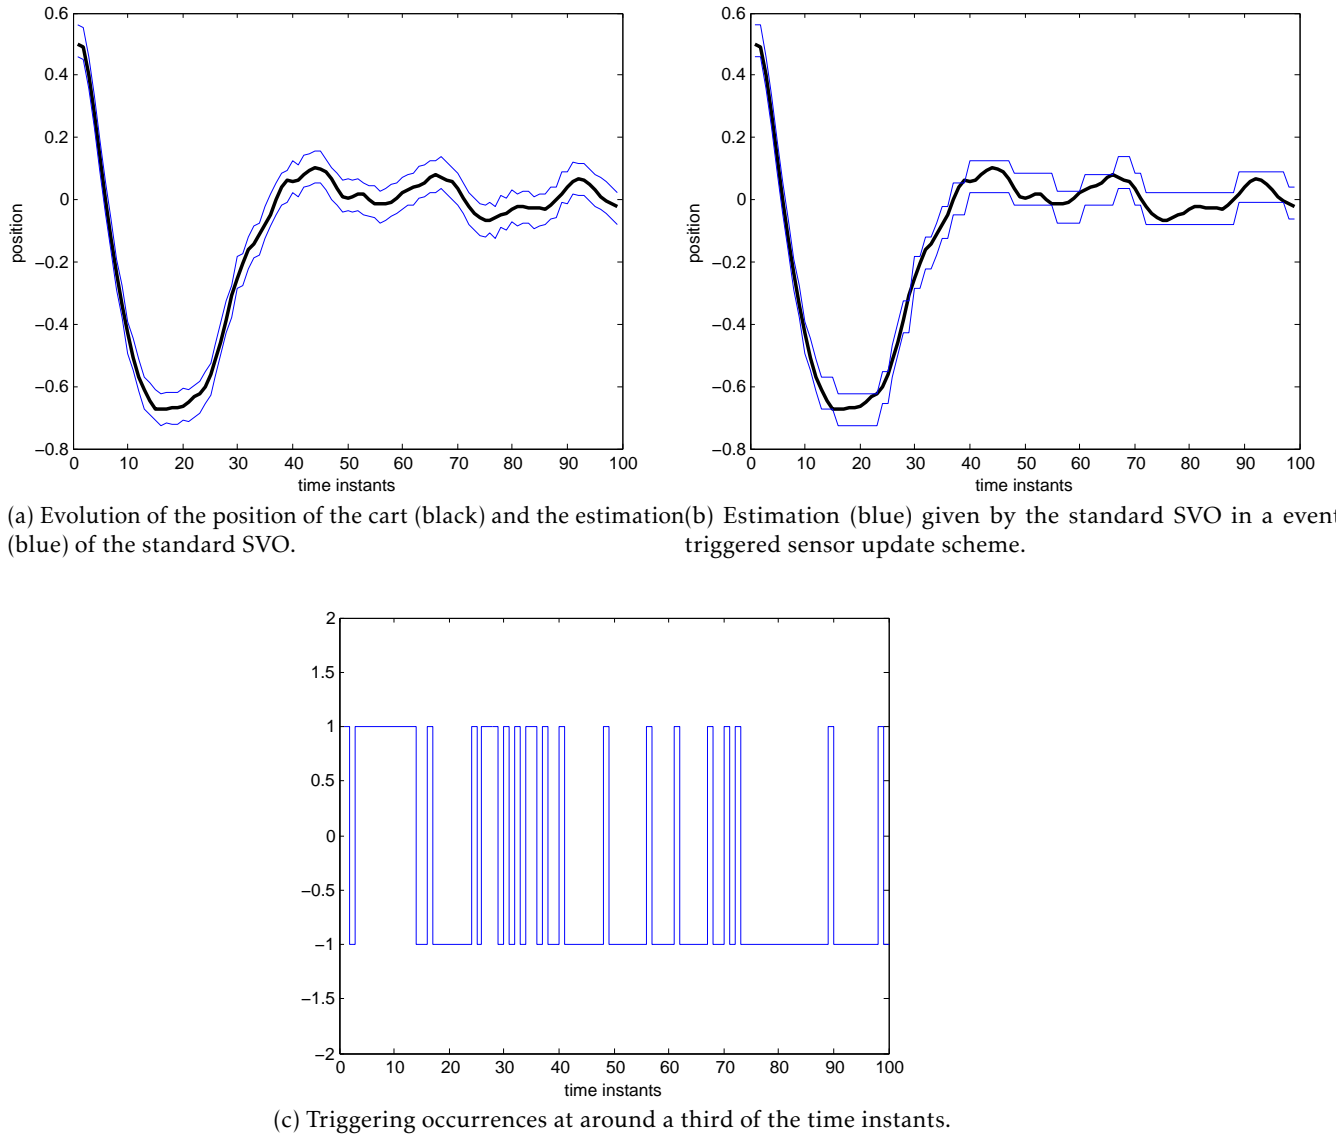 0.6
0.4
0.2
0
−0.2
−0.4
−0.6
−0.8
position
0 10 20 30 40 50 60 70 80 90 100
time instants
(a) Evolution of the position of the cart (black) and the estimation
(blue) of the standard SVO.
0.6
0.4
0.2
0
−0.2
−0.4
−0.6
−0.8
position
0 10 20 30 40 50 60 70 80 90 100
time instants
(b) Estimation (blue) given by the standard SVO in a event
triggered sensor update scheme.
2
1.5
1
0.5
0
−0.5
−1
−1.5
−2
0 10 20 30 40 50 60 70 80 90 100
time instants
(c) Triggering occurrences at around a third of the time instants.